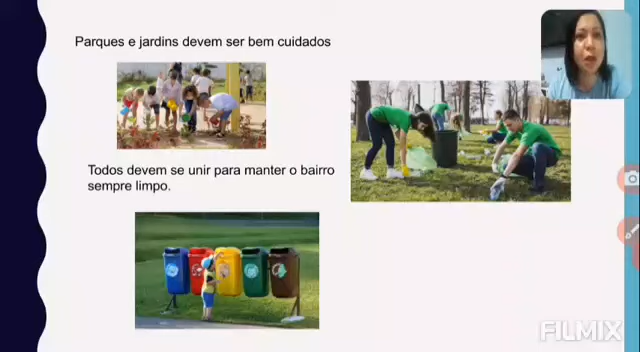 Parques e jardins devem ser bem cuidados
Todos devem se unir para manter o bairro
sempre limpo.
FILMIX